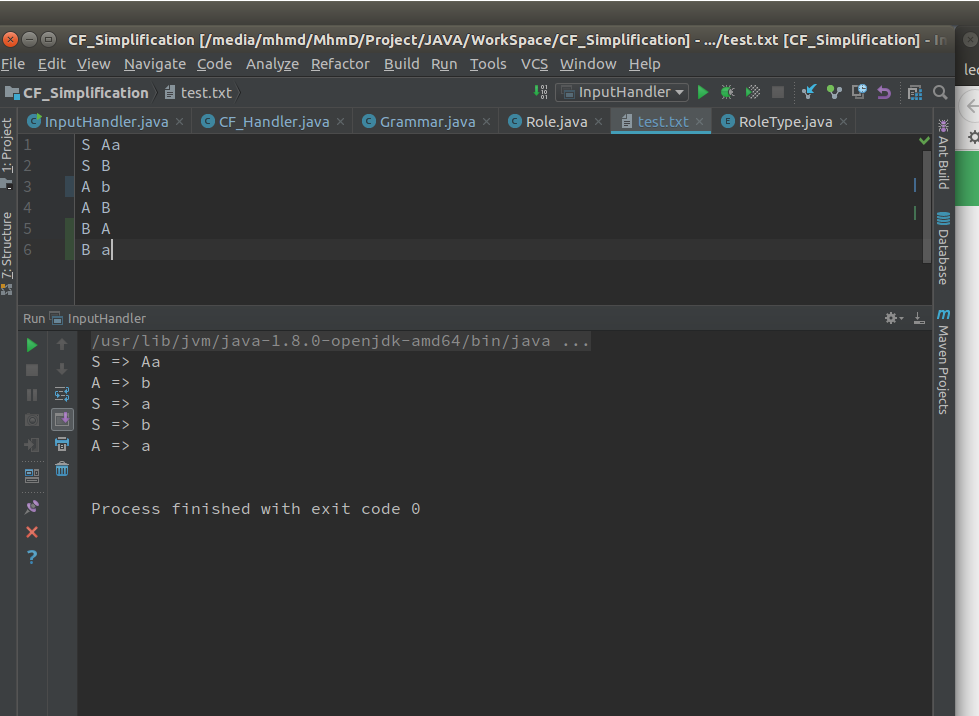 CF_Simplification [/media/mhmd/MhmD/Project/JAVA/WorkSpace/CF_Simplification] - .../test.txt [CF_Simplification] - In
File Edit View Navigate Code Analyze Refactor Build Run Tools VCS Window Help
CF_Simplification test.txt InputHandler
InputHandler.java CF_Handler.java Grammar.java Role.java test.txt RoleType.java
1: Project
7: Structure
1 S Aa
2 S B
3 A b
4 A B
5 B A
6 B a
Ant Build
Database
Maven Projects
Run InputHandler
/usr/lib/jvm/java-1.8.0-openjdk-amd64/bin/java ...
S => Aa
A => b
S => a
S => b
A => a
Process finished with exit code 0